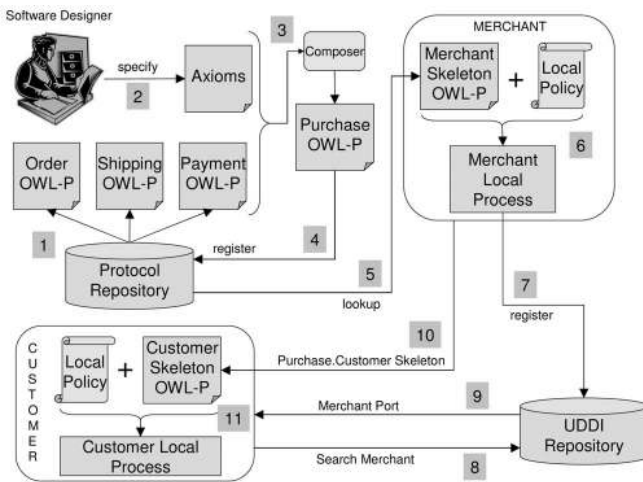 Software Designer
specify
2
Axioms
3
Composer
Purchase
OWL-P
Order
OWL-P
Shipping
OWL-P
Payment
OWL-P
1
Protocol
Repository
register
4
5
lookup
MERCHANT
Merchant
Skeleton
OWL-P
+
Local
Policy
6
Merchant
Local
Process
7
register
10
Purchase.Customer Skeleton
CUSTOMER
Local
Policy
+
Customer
Skeleton
OWL-P
11
Customer Local
Process
9
Merchant Port
UDDI
Repository
Search Merchant
8